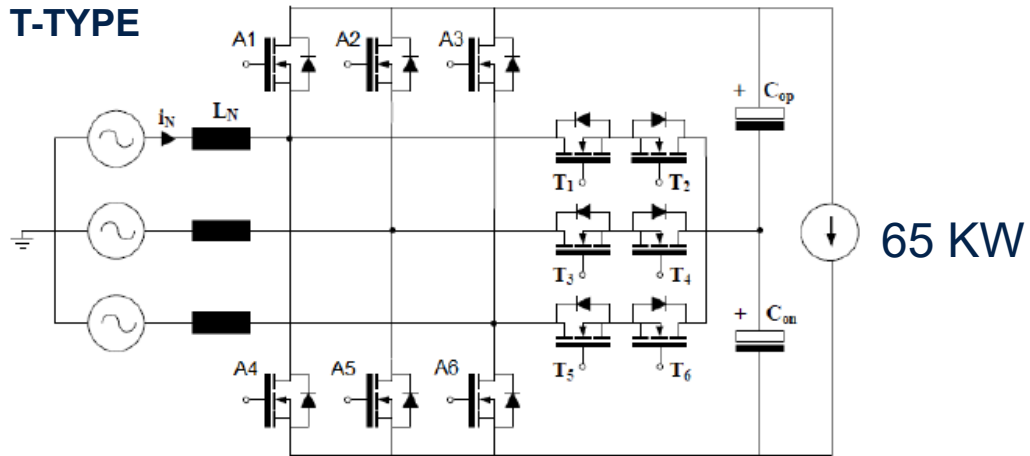 T-TYPE
A1 A2 A3
+ Cop
iN LN
T1 T2
65 KW
T3 T4
+ Con
A4 A5 A6
T5 T6